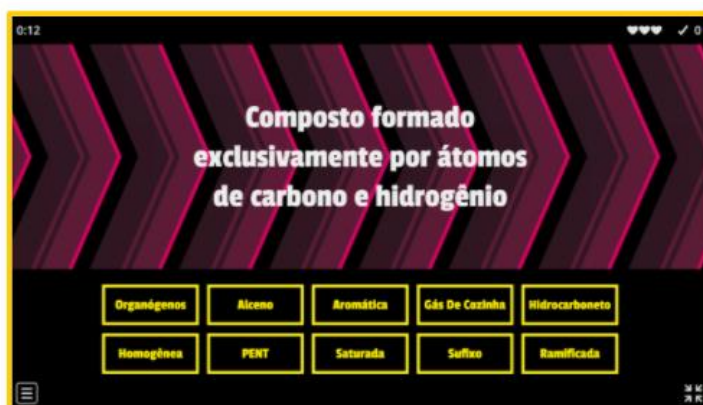 0:12 ✓ 0
Composto formado
exclusivamente por átomos
de carbono e hidrogênio
Organógenos Alceno Aromática Gás De Cozinha Hidrocarboneto
Homogênea PENT Saturada Sufixo Ramificada